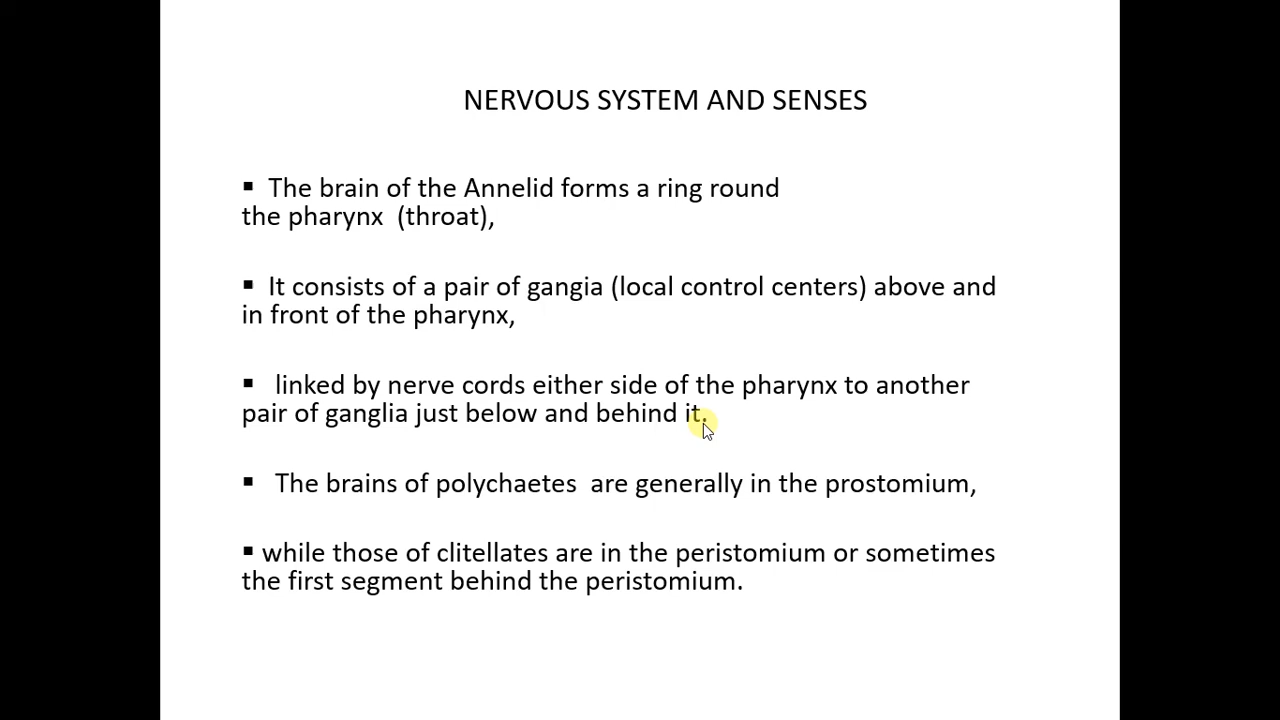 NERVOUS SYSTEM AND SENSES
▪ The brain of the Annelid forms a ring round
the pharynx (throat),
▪ It consists of a pair of gangia (local control centers) above and
in front of the pharynx,
▪ linked by nerve cords either side of the pharynx to another
pair of ganglia just below and behind it.
▪ The brains of polychaetes are generally in the prostomium,
▪ while those of clitellates are in the peristomium or sometimes
the first segment behind the peristomium.